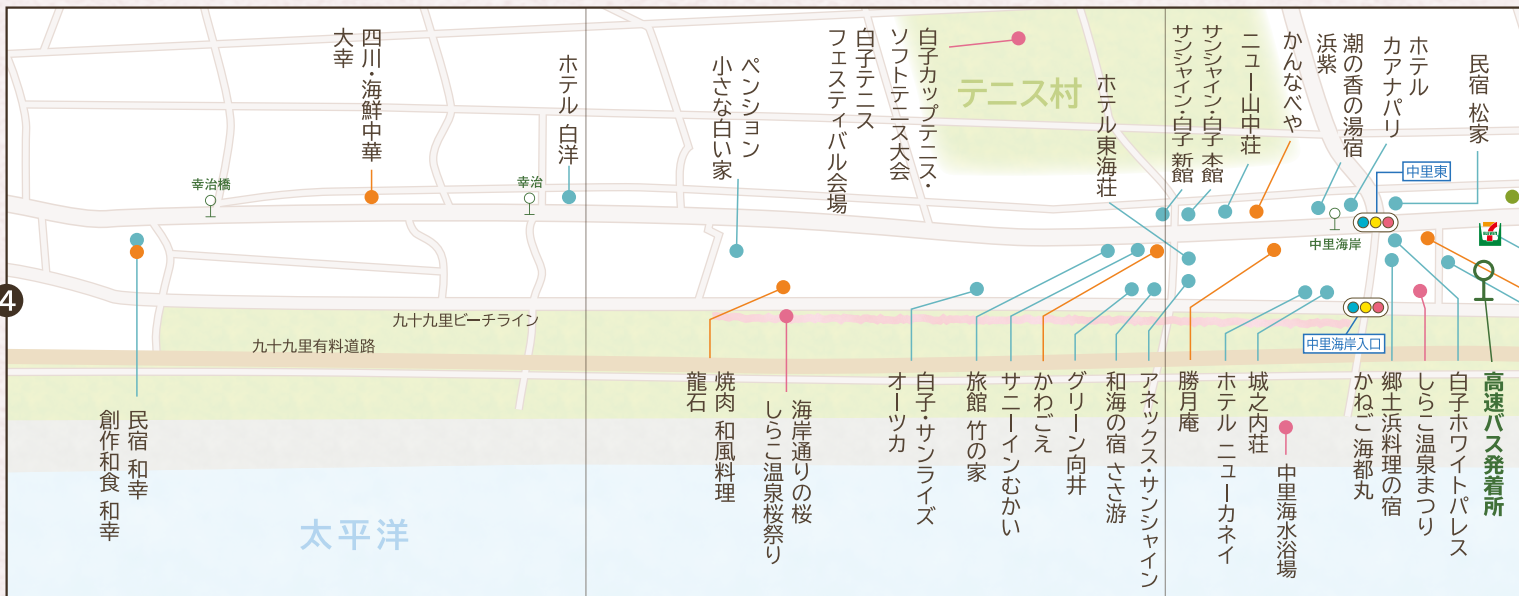 四川・海鮮中華
大幸
ホテル 白洋
ペンション
小さな白い家
白子カップテニス・
ソフトテニス大会
白子テニス
フェスティバル会場
テニス村
ホテル東海荘
サンシャイン・白子 新館
サンシャイン・白子 本館
ニュー山中荘
かんなべや
潮の香の湯宿
浜紫
ホテル
カアナパリ
民宿 松家
中里東
幸治橋
幸治
中里海岸
4
九十九里ビーチライン
九十九里有料道路
中里海岸入口
民宿 和幸
創作和食 和幸
焼肉 和風料理
龍石
海岸通りの桜
しらこ温泉桜祭り
白子・サンライズ
オーツカ
旅館 竹の家
サニーインむかい
かわごえ
グリーン向井
和海の宿 ささ游
アネックス・サンシャイン
勝月庵
ホテル ニューカネイ
城之内荘
中里海水浴場
郷土浜料理の宿
かねご 海都丸
しらこ温泉まつり
白子ホワイトパレス
高速バス発着所
太平洋